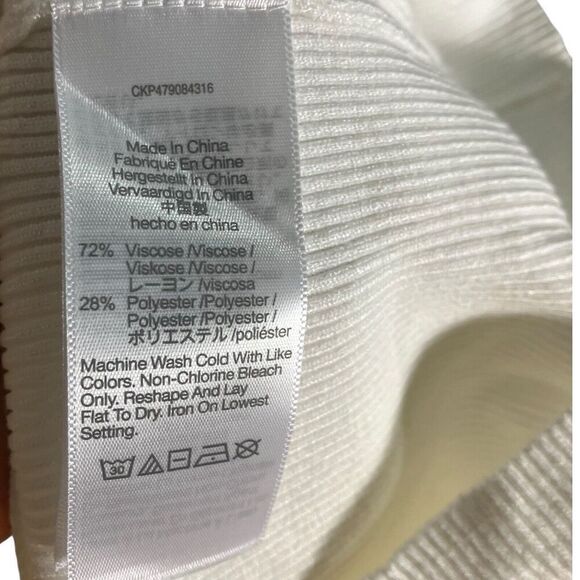 CKP479084316
Made In China
Fabriqué En Chine
Hergestellt In China
Vervaardigd In China
中国製
hecho en china
72% Viscose /Viscose /
Viskose /Viscose /
レーヨン /viscosa
28% Polyester /Polyester /
Polyester /Polyester /
ポリエステル /poliéster
Machine Wash Cold With Like
Colors. Non-Chlorine Bleach
Only. Reshape And Lay
Flat To Dry. Iron On Lowest
Setting.
30